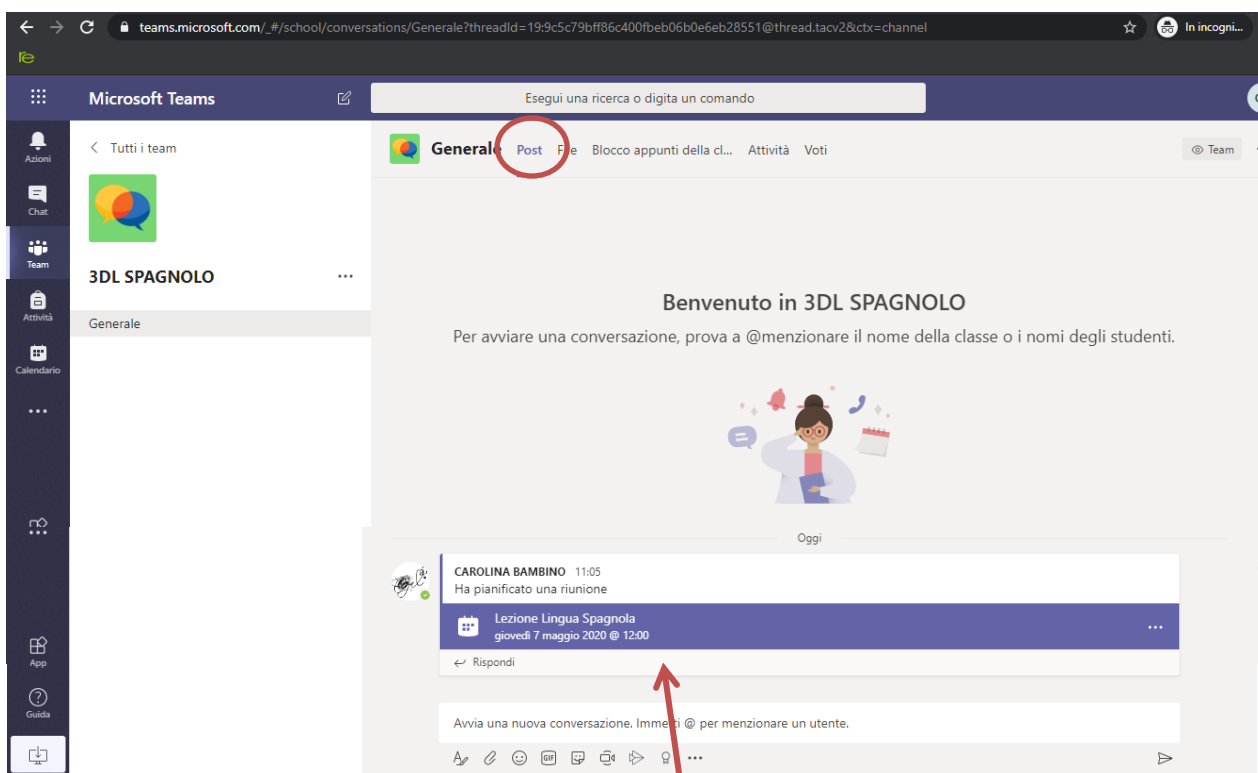 teams.microsoft.com/_#/school/conversations/Generale?threadId=19:9c5c79bff86c400fbeb06b0e6eb28551@thread.tacv2&ctx=channel
In incogni...
re
Microsoft Teams
Esegui una ricerca o digita un comando
Azioni
Chat
Team
Attività
Calendario
App
Guida
Tutti i team
3DL SPAGNOLO
Generale
Generale Post File Blocco appunti della cl... Attività Voti
Team
Benvenuto in 3DL SPAGNOLO
Per avviare una conversazione, prova a @menzionare il nome della classe o i nomi degli studenti.
Oggi
CAROLINA BAMBINO 11:05
Ha pianificato una riunione
Lezione Lingua Spagnola
giovedì 7 maggio 2020 @ 12:00
Rispondi
Avvia una nuova conversazione. Immetti @ per menzionare un utente.
GIF